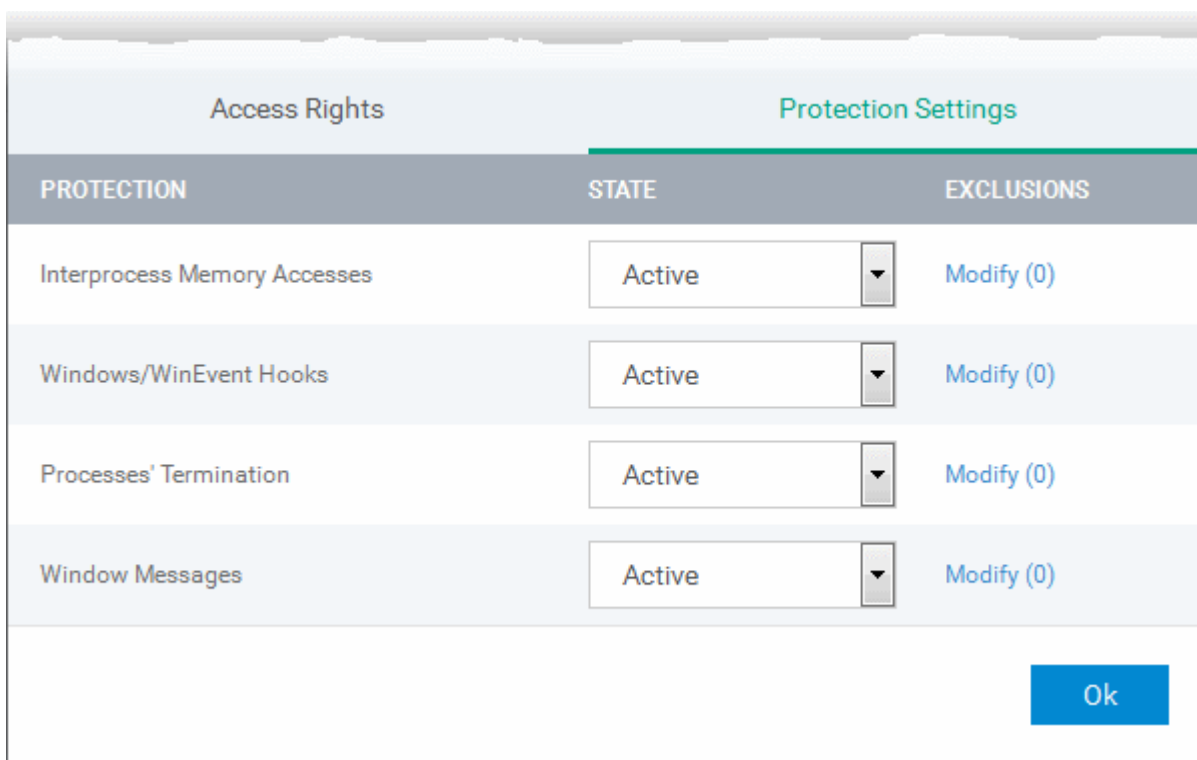 Access Rights Protection Settings
PROTECTION STATE EXCLUSIONS
Interprocess Memory Accesses Active Modify (0)
Windows/WinEvent Hooks Active Modify (0)
Processes' Termination Active Modify (0)
Window Messages Active Modify (0)
Ok